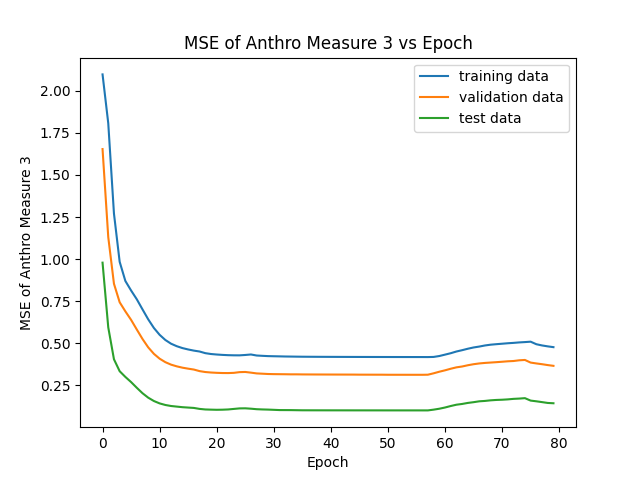 MSE of Anthro Measure 3 vs Epoch
training data
validation data
test data
MSE of Anthro Measure 3
2.00
1.75
1.50
1.25
1.00
0.75
0.50
0.25
0 10 20 30 40 50 60 70 80
Epoch